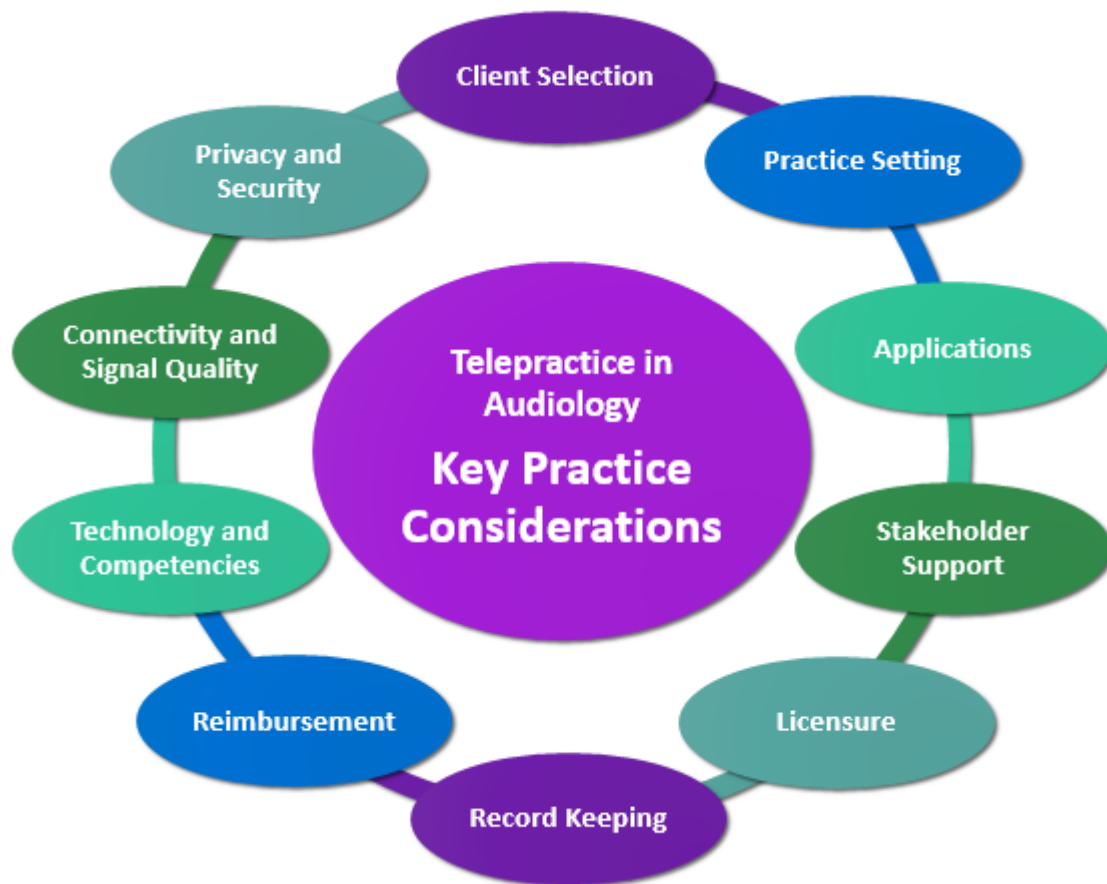 Client Selection
Practice Setting
Applications
Stakeholder
Support
Licensure
Record Keeping
Reimbursement
Technology and
Competencies
Connectivity and
Signal Quality
Privacy and
Security
Telepractice in
Audiology
Key Practice
Considerations